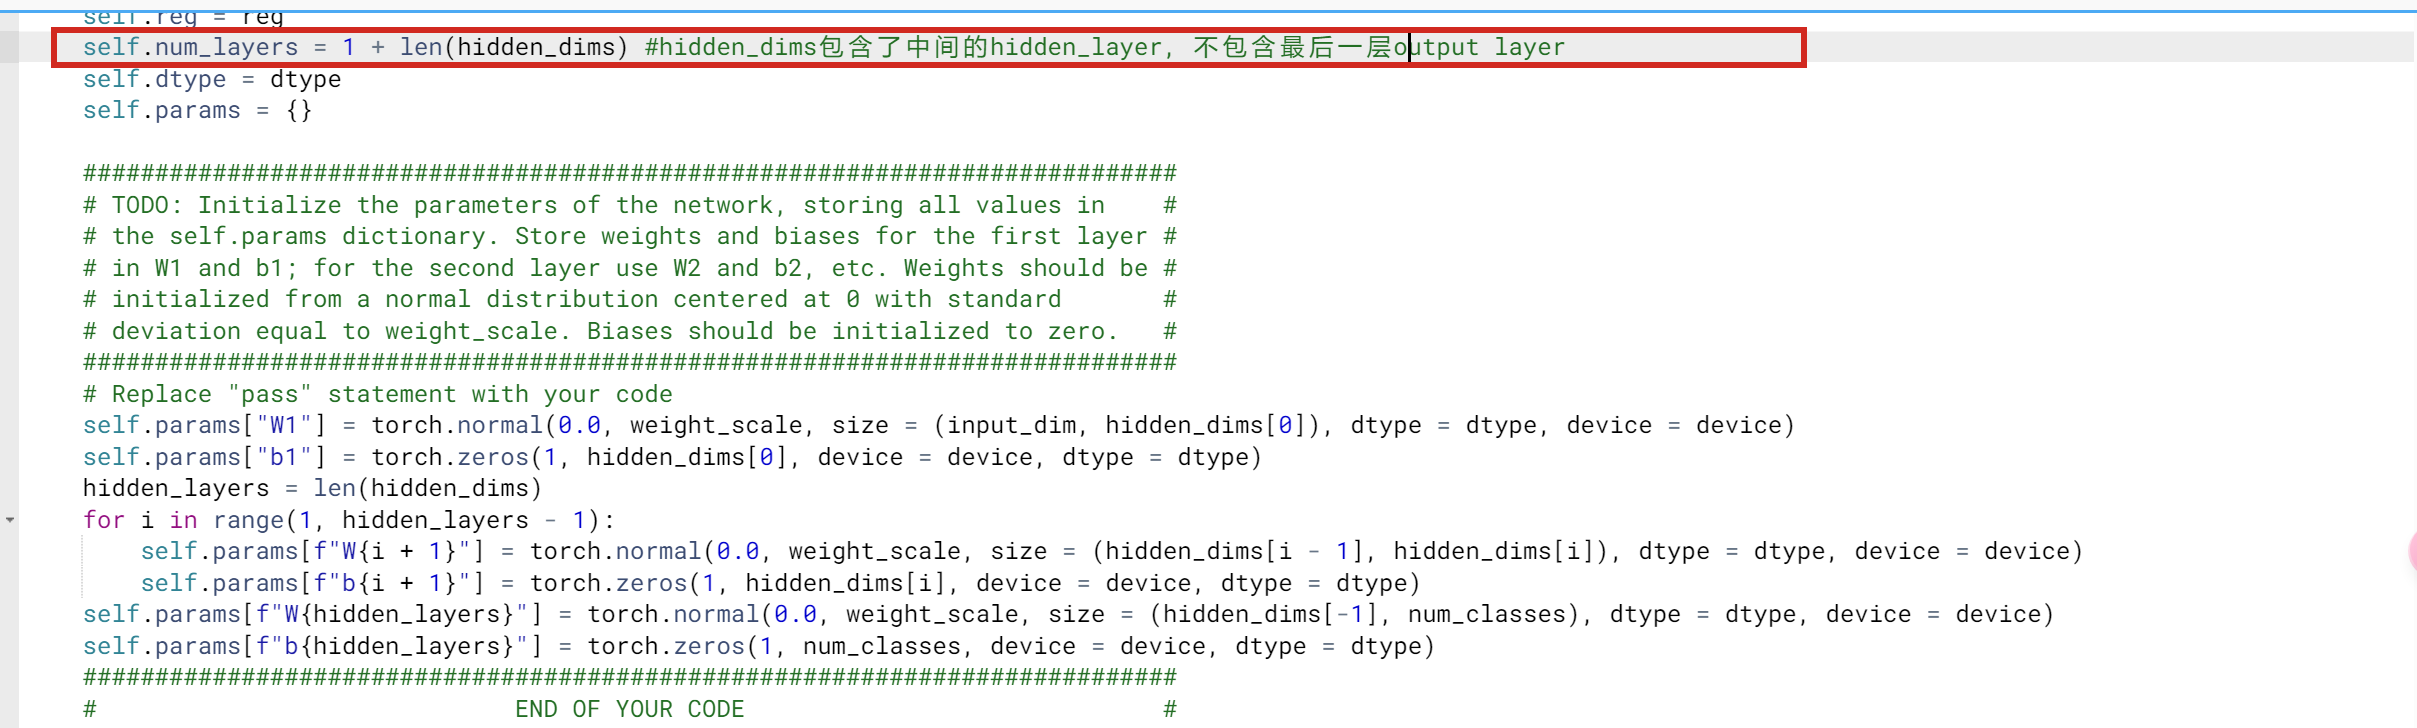 self.reg = reg
self.num_layers = 1 + len(hidden_dims) #hidden_dims包含了中间的hidden_layer, 不包含最后一层output layer
self.dtype = dtype
self.params = {}
############################################################################
# TODO: Initialize the parameters of the network, storing all values in    #
# the self.params dictionary. Store weights and biases for the first layer #
# in W1 and b1; for the second layer use W2 and b2, etc. Weights should be #
# initialized from a normal distribution centered at 0 with standard       #
# deviation equal to weight_scale. Biases should be initialized to zero.   #
############################################################################
# Replace "pass" statement with your code
self.params["W1"] = torch.normal(0.0, weight_scale, size = (input_dim, hidden_dims[0]), dtype = dtype, device = device)
self.params["b1"] = torch.zeros(1, hidden_dims[0], device = device, dtype = dtype)
hidden_layers = len(hidden_dims)
for i in range(1, hidden_layers - 1):
    self.params[f"W{i + 1}"] = torch.normal(0.0, weight_scale, size = (hidden_dims[i - 1], hidden_dims[i]), dtype = dtype, device = device)
    self.params[f"b{i + 1}"] = torch.zeros(1, hidden_dims[i], device = device, dtype = dtype)
self.params[f"W{hidden_layers}"] = torch.normal(0.0, weight_scale, size = (hidden_dims[-1], num_classes), dtype = dtype, device = device)
self.params[f"b{hidden_layers}"] = torch.zeros(1, num_classes, device = device, dtype = dtype)
############################################################################
#                             END OF YOUR CODE                             #